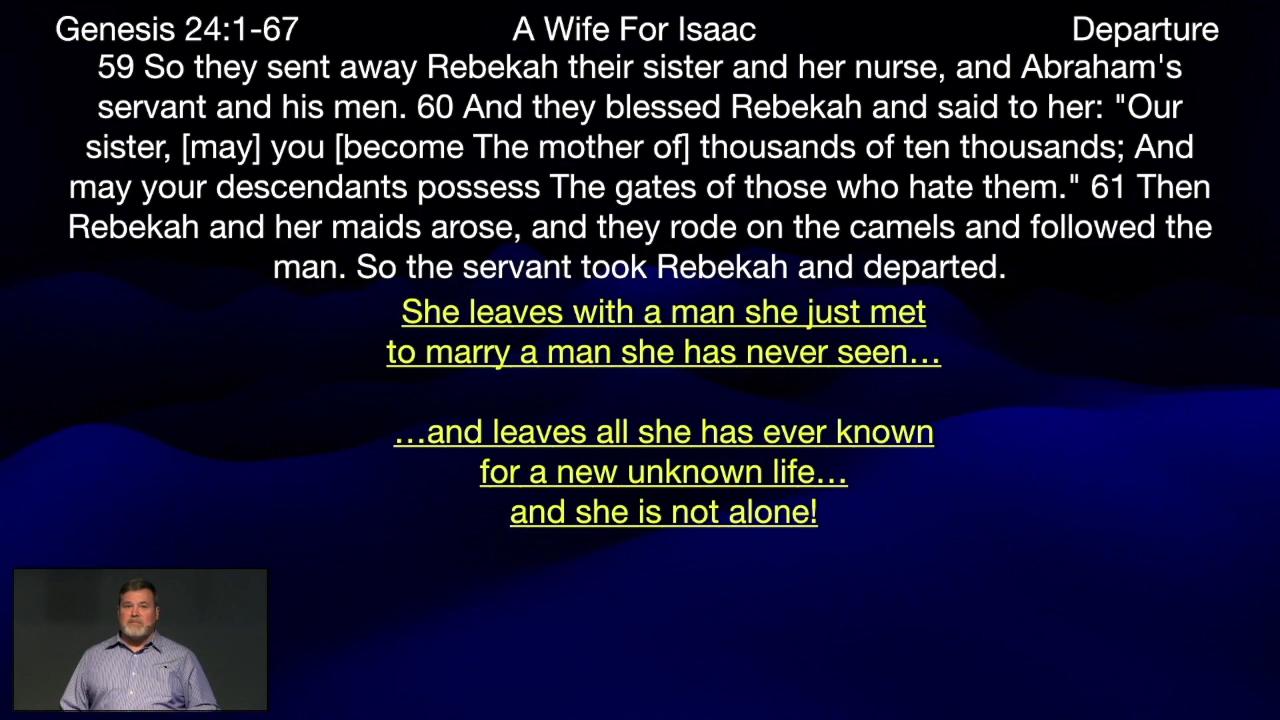 Genesis 24:1-67 A Wife For Isaac Departure
59 So they sent away Rebekah their sister and her nurse, and Abraham's
servant and his men. 60 And they blessed Rebekah and said to her: "Our
sister, [may] you [become The mother of] thousands of ten thousands; And
may your descendants possess The gates of those who hate them." 61 Then
Rebekah and her maids arose, and they rode on the camels and followed the
man. So the servant took Rebekah and departed.
She leaves with a man she just met
to marry a man she has never seen…
…and leaves all she has ever known
for a new unknown life…
and she is not alone!